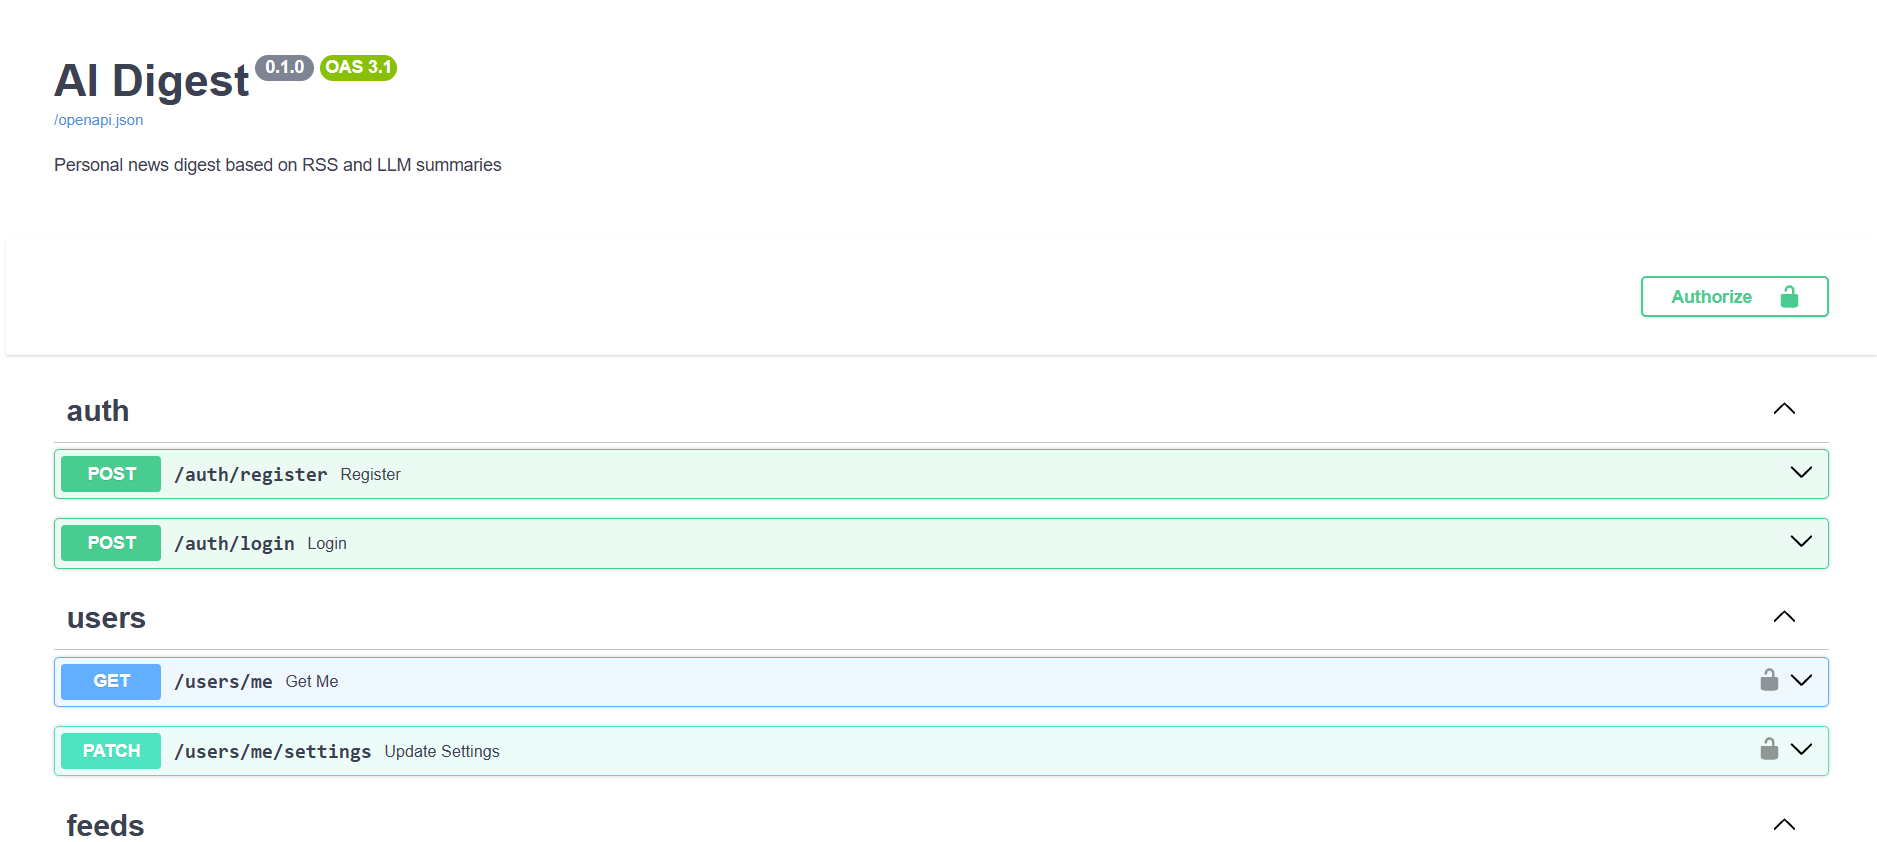 AI Digest 0.1.0 OAS 3.1
/openapi.json
Personal news digest based on RSS and LLM summaries
Authorize
auth
POST /auth/register Register
POST /auth/login Login
users
GET /users/me Get Me
PATCH /users/me/settings Update Settings
feeds